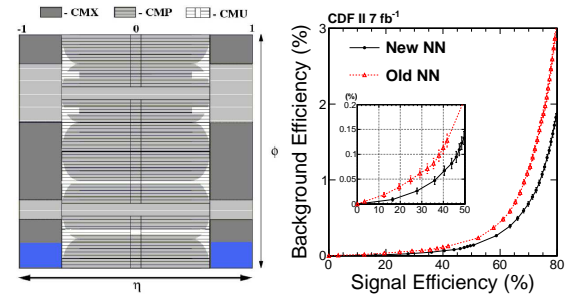 - CMX - CMP - CMU
-1 0 1
ϕ
η
CDF II 7 fb-1
New NN
Old NN
Background Efficiency (%)
3
2
1
0
(%)
0.2
0.15
0.1
0.05
0
0 10 20 30 40 50
0 20 40 60 80
Signal Efficiency (%)